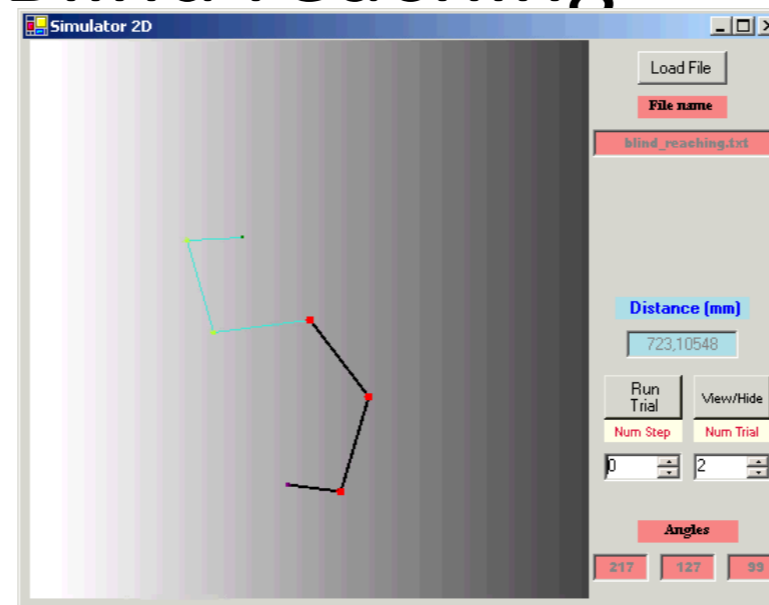 Simulator 2D
Load File
File name
blind_reaching.txt
Distance (mm)
723,10548
Run
Trial
View/Hide
Num Step
Num Trial
0
2
Angles
217
127
99